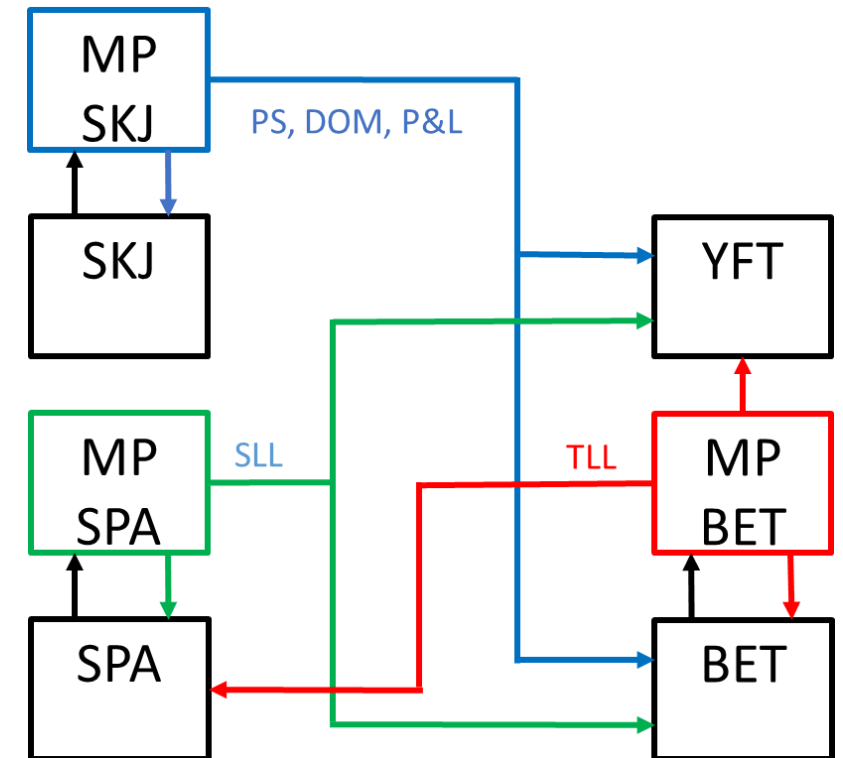 MP
SKJ
PS, DOM, P&L
SKJ
YFT
MP
SPA
SLL
TLL
MP
BET
SPA
BET